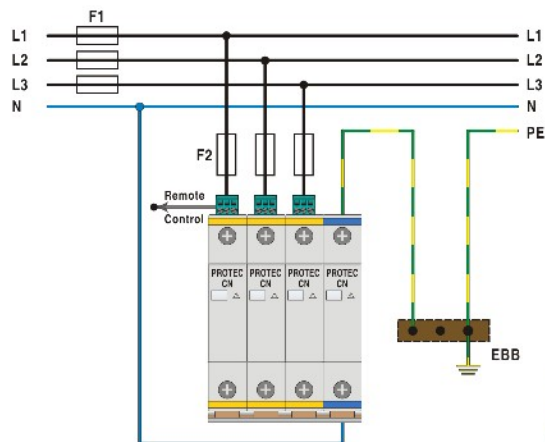 F1
L1 L1
L2 L2
L3 L3
N N
PE
F2
Remote
Control
PROTEC PROTEC PROTEC PROTEC
CN CN CN CN
EBB